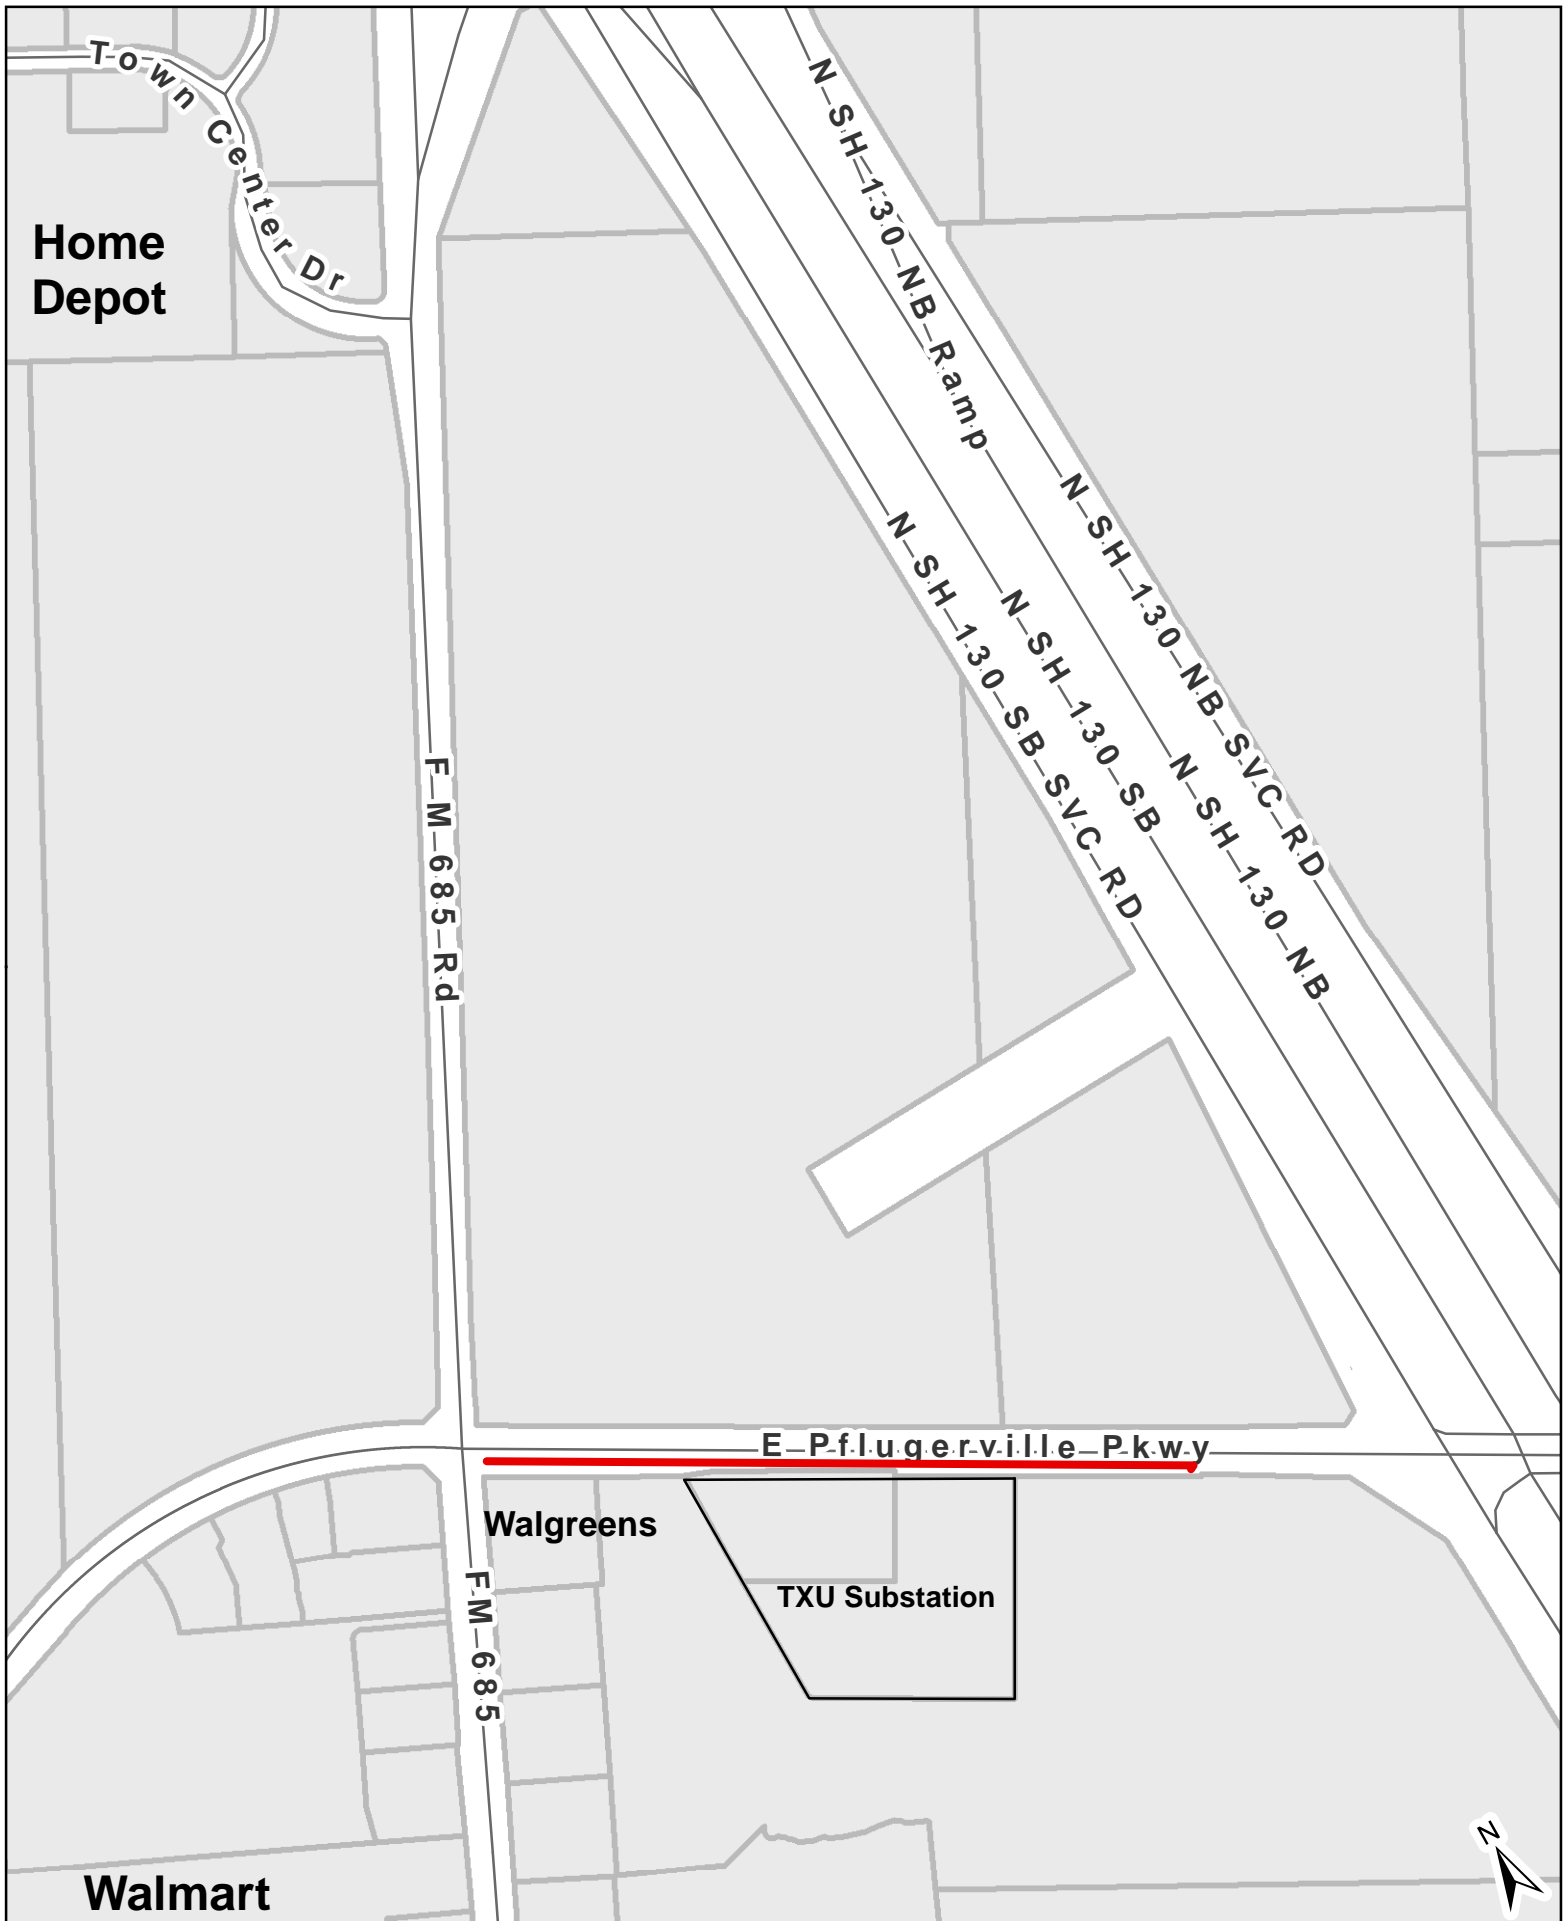 Town Center Dr
N SH 130 NB Ramp
Home
Depot
N SH 130 NB SVC RD
N SH 130 SB SVC RD
N SH 130 SB
N SH 130 NB
FM 685 Rd
E Pflugerville Pkwy
Walgreens
TXU Substation
FM 685
N
Walmart